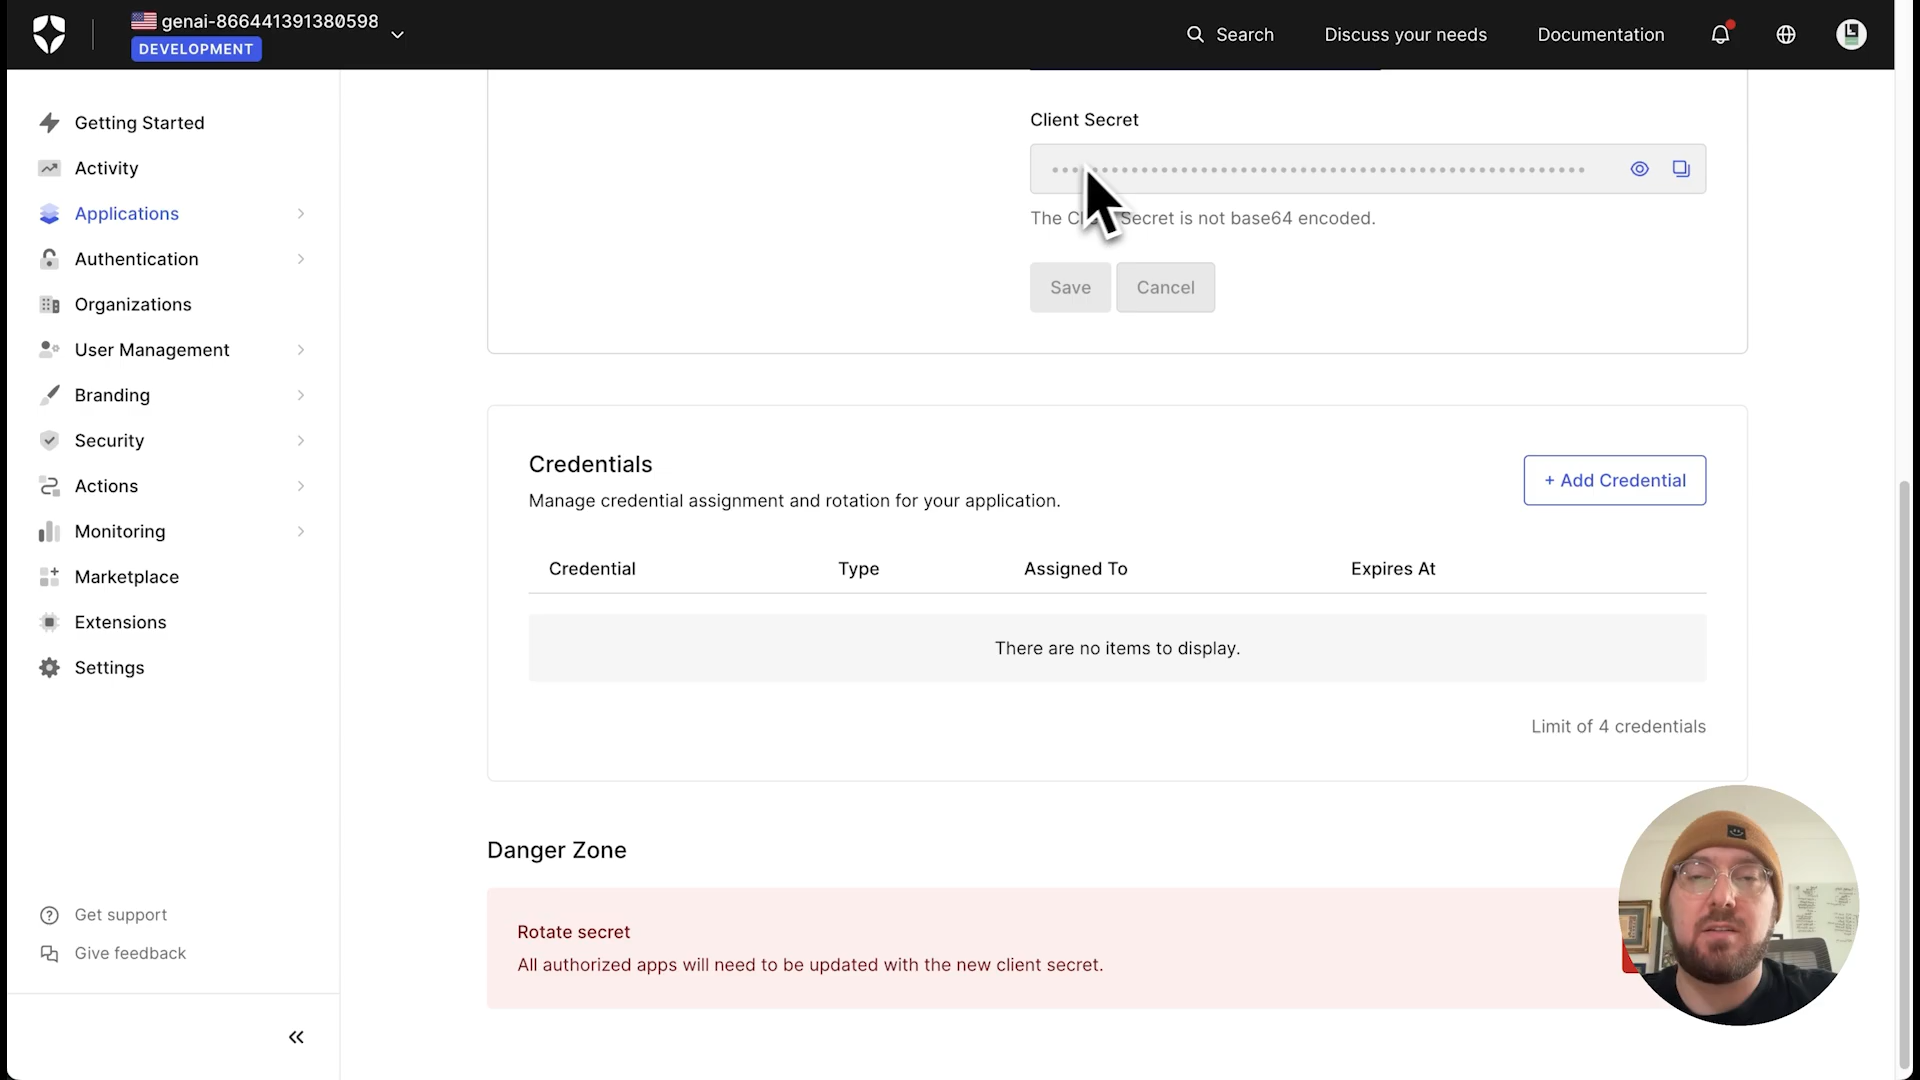 genai-866441391380598
DEVELOPMENT
Search
Discuss your needs
Documentation
Getting Started
Activity
Applications
Authentication
Organizations
User Management
Branding
Security
Actions
Monitoring
Marketplace
Extensions
Settings
Get support
Give feedback
Client Secret
The C Secret is not base64 encoded.
Save
Cancel
Credentials
Manage credential assignment and rotation for your application.
+ Add Credential
Credential Type Assigned To Expires At
There are no items to display.
Limit of 4 credentials
Danger Zone
Rotate secret
All authorized apps will need to be updated with the new client secret.